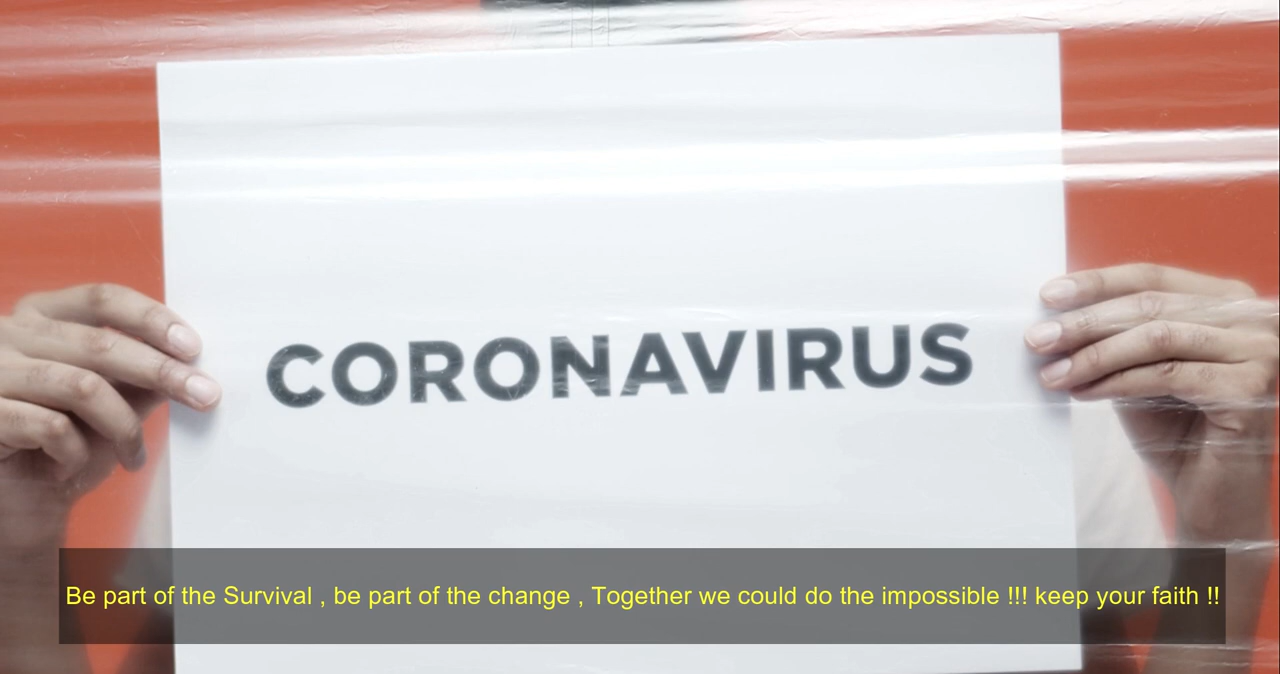 CORONAVIRUS
Be part of the Survival , be part of the change , Together we could do the impossible !!! keep your faith !!